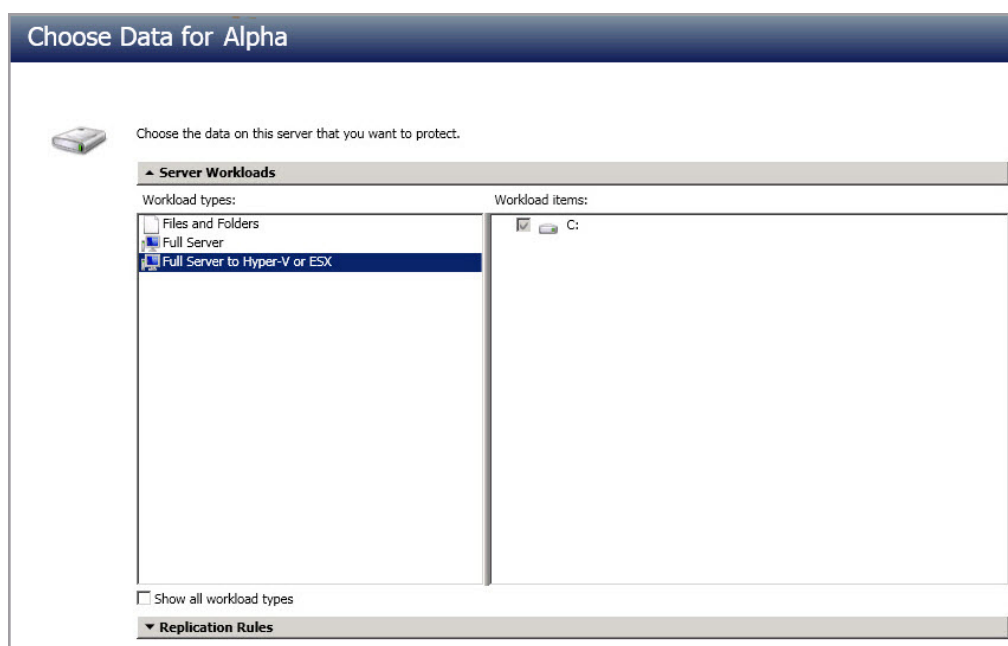 Choose Data for Alpha
Choose the data on this server that you want to protect.
Server Workloads
Workload types:
Workload items:
Files and Folders
C:
Full Server
Full Server to Hyper-V or ESX
Show all workload types
Replication Rules